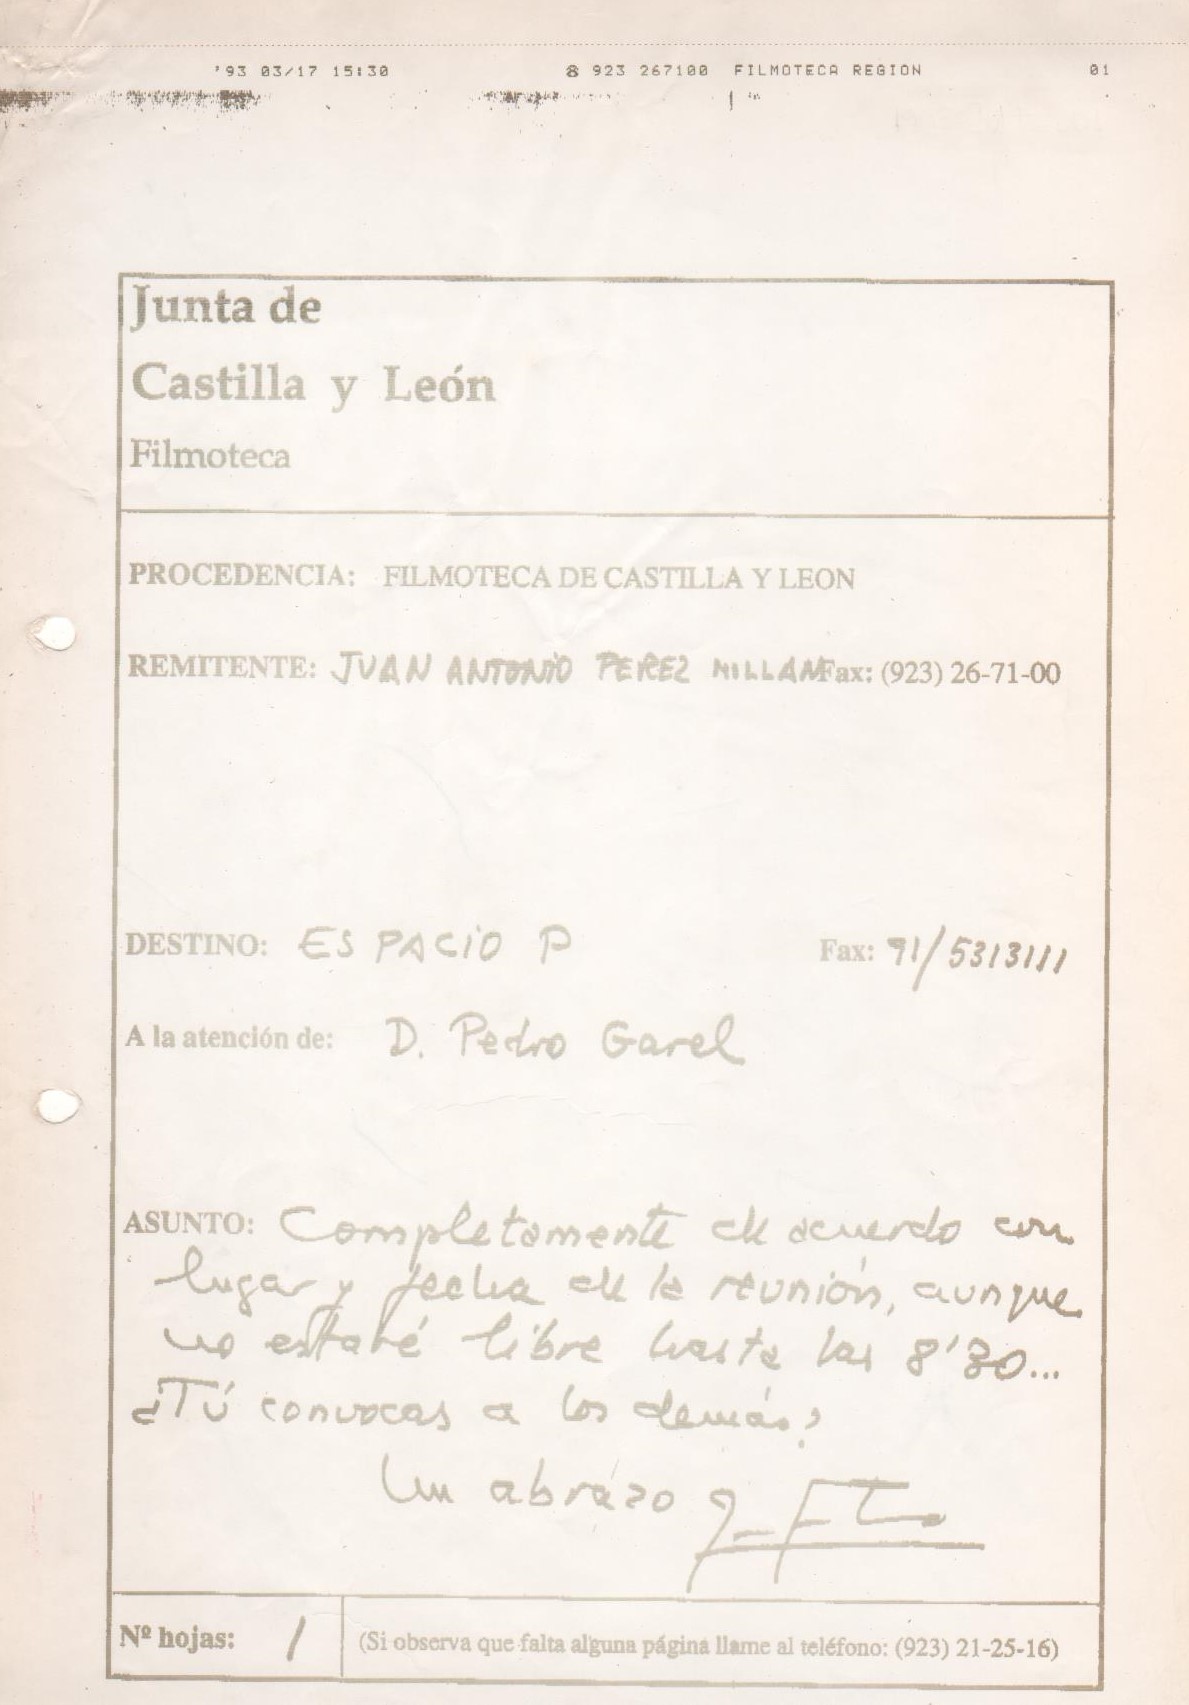 '93 03/17 15:30 ☎ 923 267100 FILMOTECA REGION 01
Junta de
Castilla y León
Filmoteca
PROCEDENCIA: FILMOTECA DE CASTILLA Y LEON
REMITENTE: JUAN ANTONIO PEREZ MILLAN Fax: (923) 26-71-00
DESTINO: ESPACIO P Fax: 91/5313111
A la atención de: D. Pedro Garel
ASUNTO: Completamente de acuerdo con
lugar y fecha de la reunión, aunque
no estaré libre hasta las 8'30...
¿Tú convocas a los demás?
Un abrazo
Nº hojas: 1 (Si observa que falta alguna página llame al teléfono: (923) 21-25-16)